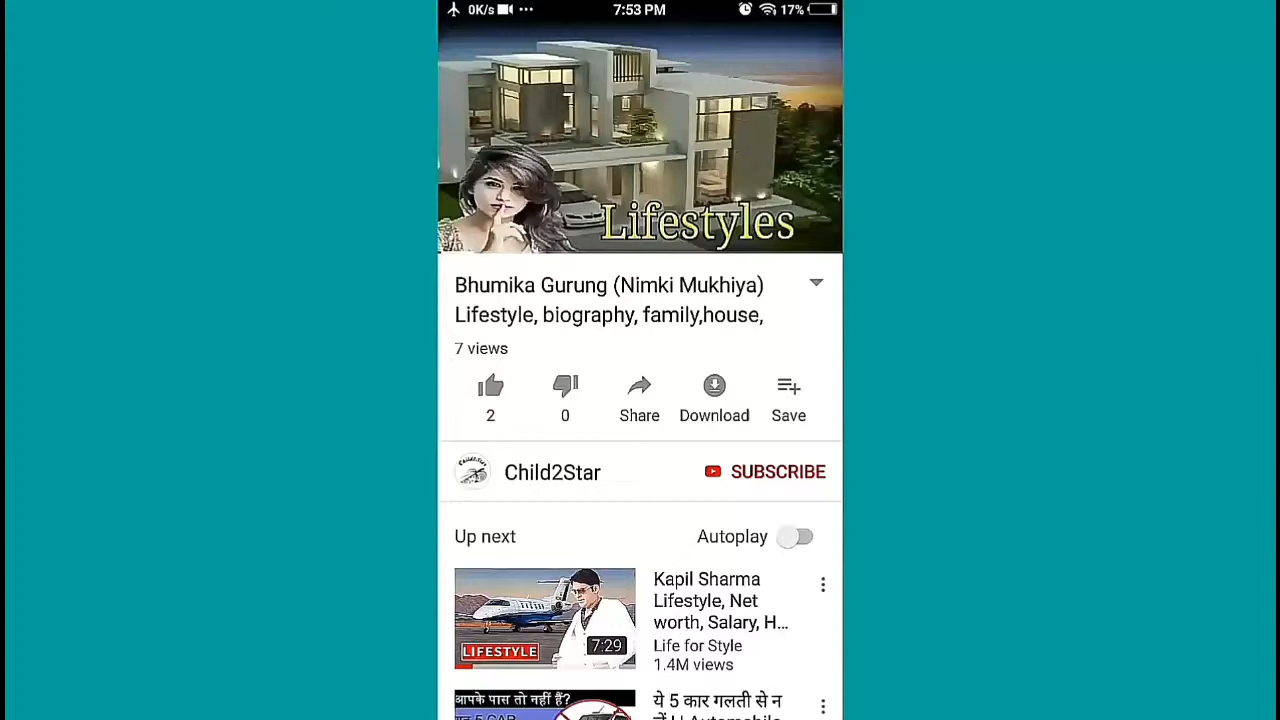 0K/s ... 7:53 PM 17%
Lifestyles
Bhumika Gurung (Nimki Mukhiya)
Lifestyle, biography, family,house,
7 views
2 0 Share Download Save
Child2Star SUBSCRIBE
Up next Autoplay
Kapil Sharma
Lifestyle, Net
worth, Salary, H...
7:29
LIFESTYLE
Life for Style
1.4M views
आपके पास तो नहीं हैं?
5 CAR
ये 5 कार गलती से न